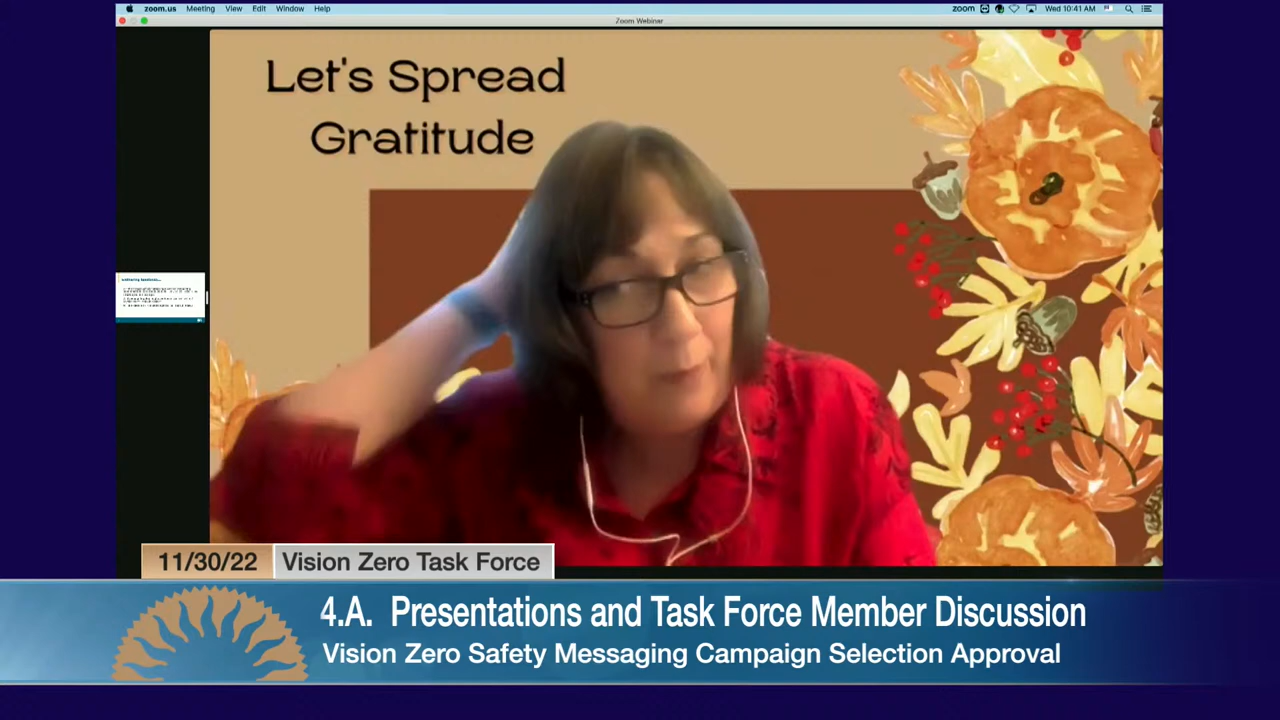 zoom.us Meeting View Edit Window Help zoom Wed 10:41 AM
Zoom Webinar
Let's Spread
Gratitude
11/30/22 Vision Zero Task Force
4.A. Presentations and Task Force Member Discussion
Vision Zero Safety Messaging Campaign Selection Approval